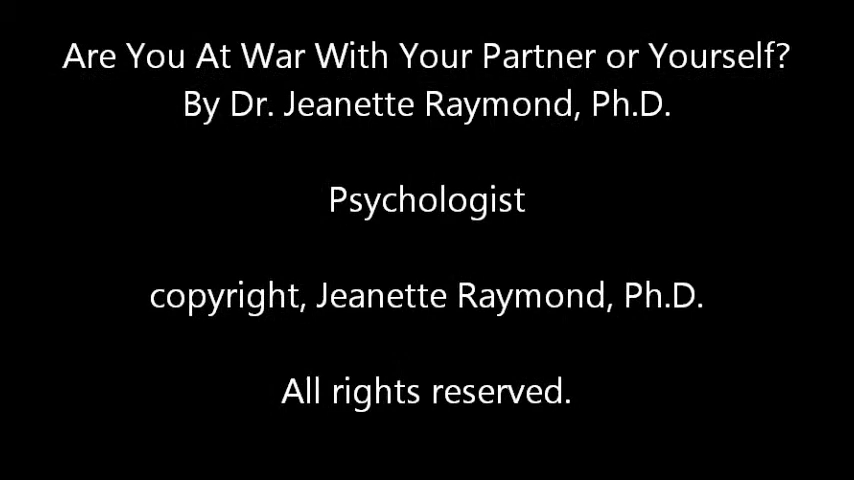 Are You At War With Your Partner or Yourself?
By Dr. Jeanette Raymond, Ph.D.
Psychologist
copyright, Jeanette Raymond, Ph.D.
All rights reserved.